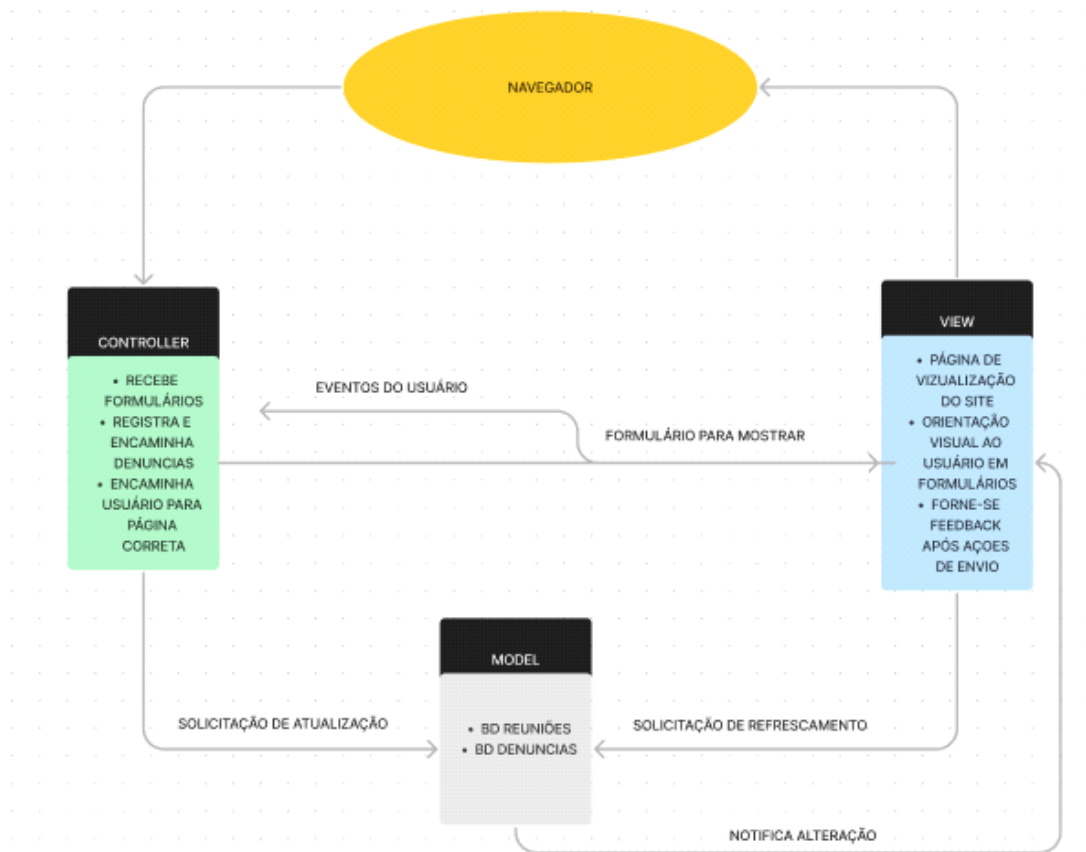 NAVEGADOR
CONTROLLER
• RECEBE
FORMULÁRIOS
• REGISTRA E
ENCAMINHA
DENUNCIAS
• ENCAMINHA
USUÁRIO PARA
PÁGINA
CORRETA
EVENTOS DO USUÁRIO
FORMULÁRIO PARA MOSTRAR
VIEW
• PÁGINA DE
VIZUALIZAÇÃO
DO SITE
• ORIENTAÇÃO
VISUAL AO
USUÁRIO EM
FORMULÁRIOS
• FORNE-SE
FEEDBACK
APÓS AÇOES
DE ENVIO
MODEL
• BD REUNIÕES
• BD DENUNCIAS
SOLICITAÇÃO DE ATUALIZAÇÃO
SOLICITAÇÃO DE REFRESCAMENTO
NOTIFICA ALTERAÇÃO